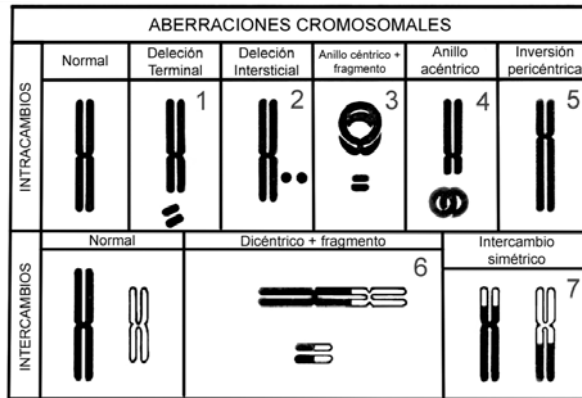 ABERRACIONES CROMOSOMALES
INTRACAMBIOS
Normal
Deleción
Terminal
1
Deleción
Intersticial
2
Anillo céntrico +
fragmento
3
Anillo
acéntrico
4
Inversión
pericéntrica
5
INTERCAMBIOS
Normal
Dicéntrico + fragmento
6
Intercambio
simétrico
7